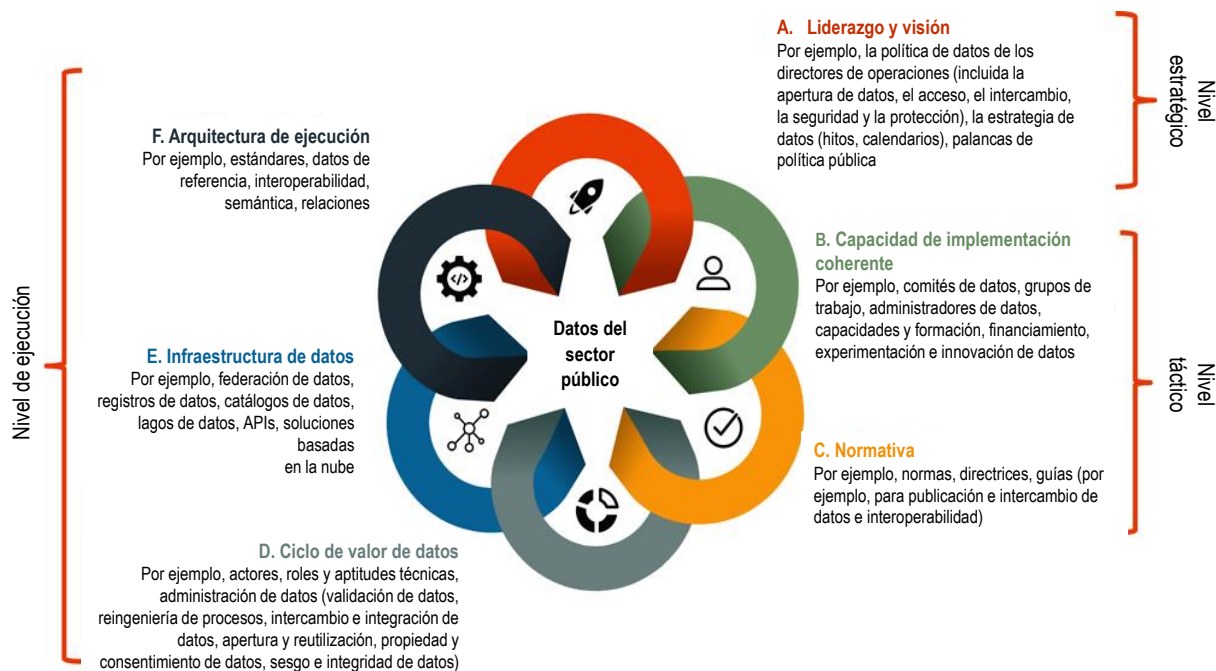 A. Liderazgo y visión
Por ejemplo, la política de datos de los
directores de operaciones (incluida la
apertura de datos, el acceso, el intercambio,
la seguridad y la protección), la estrategia de
datos (hitos, calendarios), palancas de
política pública
Nivel
estratégico
B. Capacidad de implementación
coherente
Por ejemplo, comités de datos, grupos de
trabajo, administradores de datos,
capacidades y formación, financiamiento,
experimentación e innovación de datos
C. Normativa
Por ejemplo, normas, directrices, guías (por
ejemplo, para publicación e intercambio de
datos e interoperabilidad)
Nivel
táctico
D. Ciclo de valor de datos
Por ejemplo, actores, roles y aptitudes técnicas,
administración de datos (validación de datos,
reingeniería de procesos, intercambio e integración de
datos, apertura y reutilización, propiedad y
consentimiento de datos, sesgo e integridad de datos)
E. Infraestructura de datos
Por ejemplo, federación de datos,
registros de datos, catálogos de datos,
lagos de datos, APIs, soluciones
basadas
en la nube
F. Arquitectura de ejecución
Por ejemplo, estándares, datos de
referencia, interoperabilidad,
semántica, relaciones
Nivel de ejecución
Datos del
sector
público